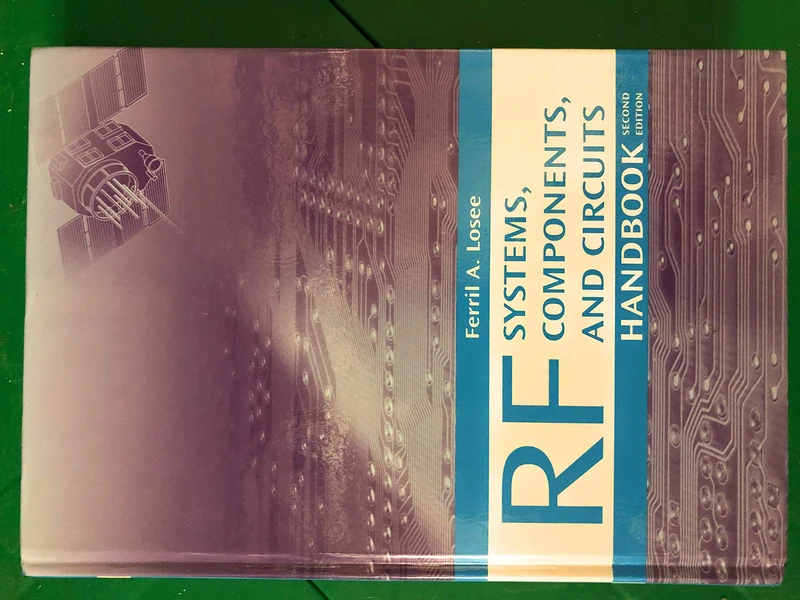 Ferril A. Losee
RF
SYSTEMS,
COMPONENTS,
AND CIRCUITS
HANDBOOK
SECOND
EDITION